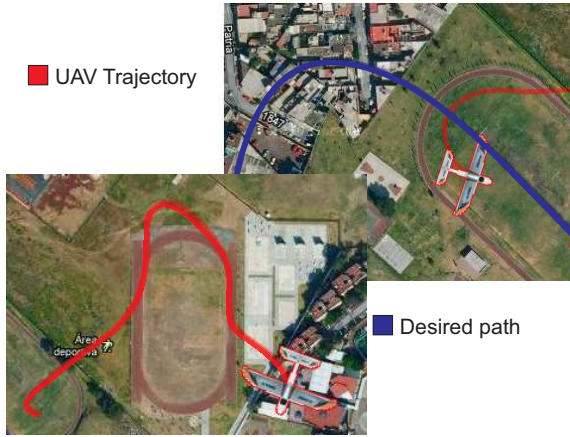 Patria
UAV Trajectory
1847
Desired path
Área
deportiva